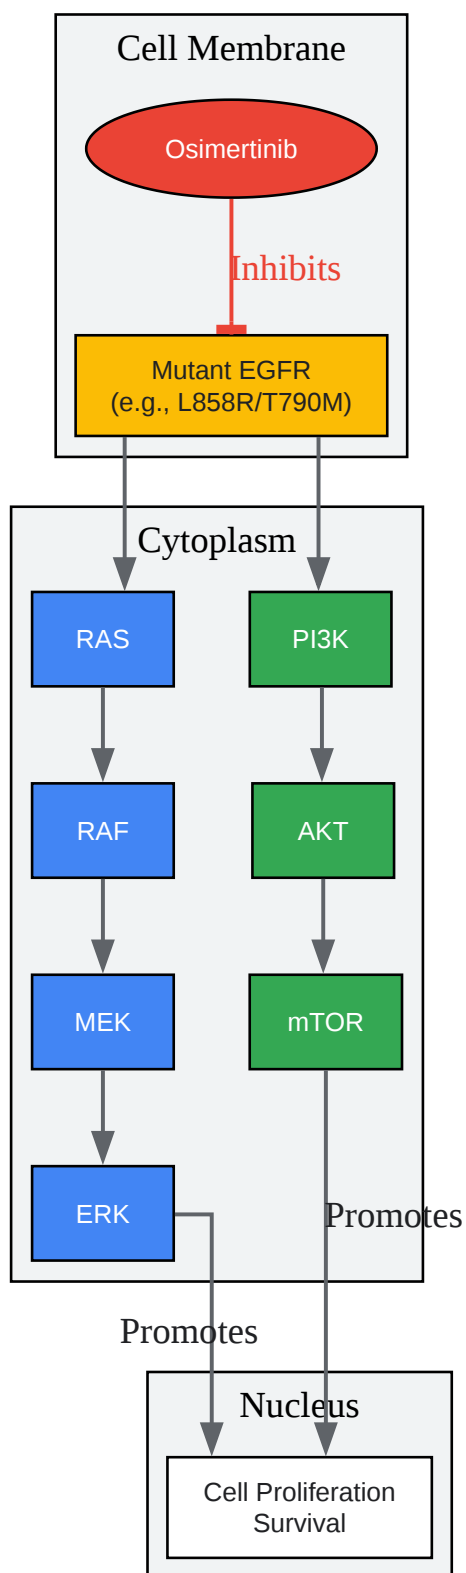 Cell Membrane
Osimertinib
Inhibits
Mutant EGFR
(e.g., L858R/T790M)
Cytoplasm
RAS
PI3K
RAF
AKT
MEK
mTOR
ERK
Promotes
Promotes
Nucleus
Cell Proliferation
Survival